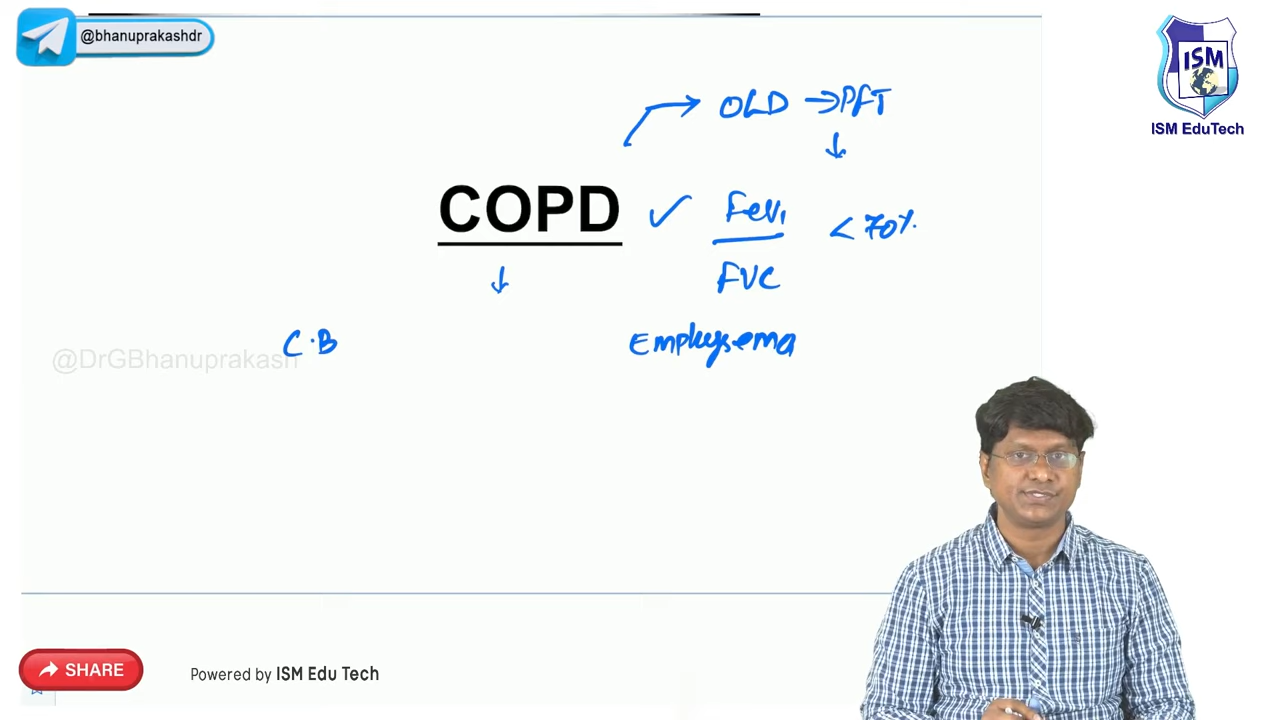 @bhanuprakashdr
ISM
ISM EduTech
OLD → PFT
↓
COPD ✓ FeV1 / FVC < 70%
↓
C.B Emphysema
@DrGBhanuprakash
SHARE
Powered by ISM Edu Tech